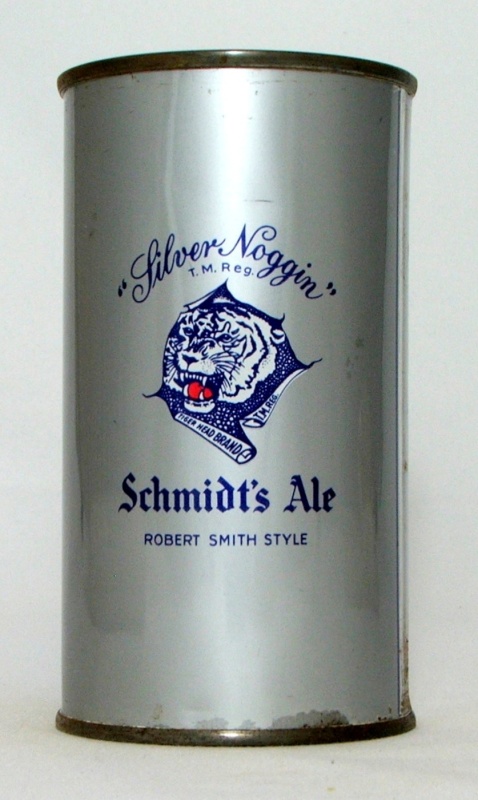 "Silver Noggin"
T. M. Reg.
TIGER HEAD BRAND
T.M. REG.
Schmidt's Ale
ROBERT SMITH STYLE